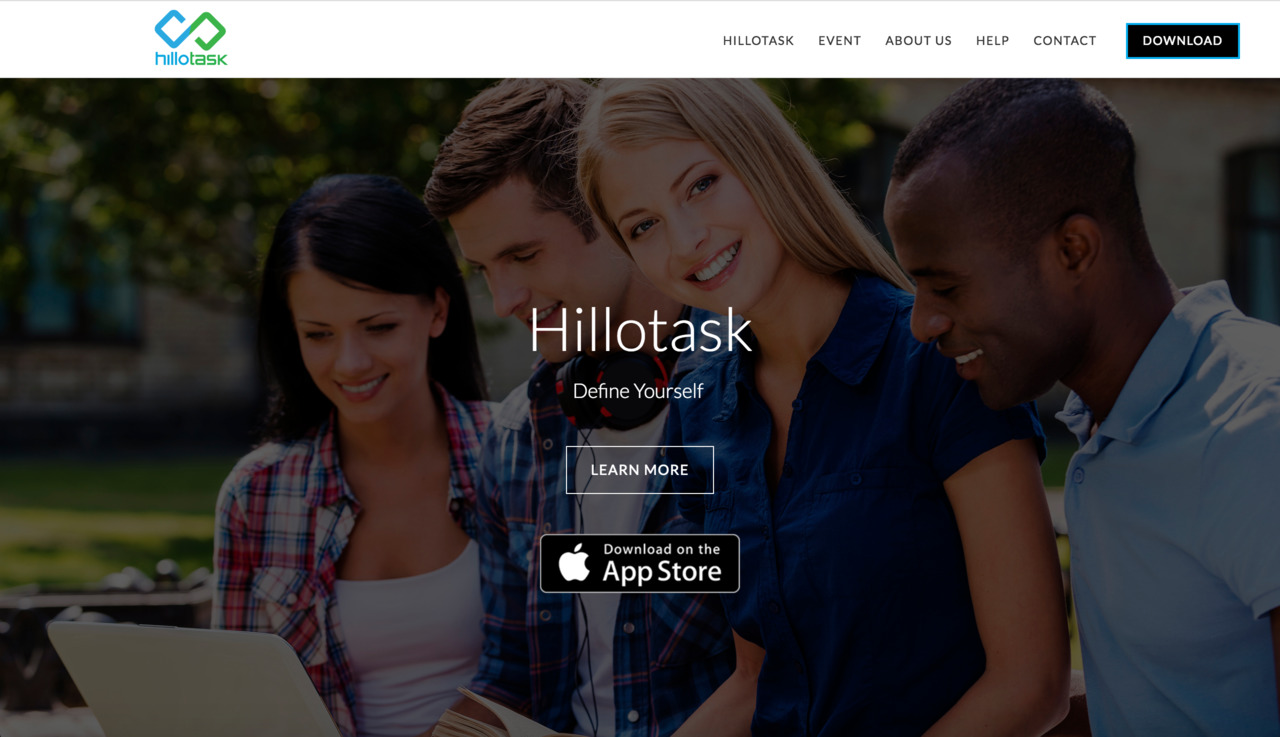 hillotask
HILLOTASK
EVENT
ABOUT US
HELP
CONTACT
DOWNLOAD
Hillotask
Define Yourself
LEARN MORE
Download on the
App Store